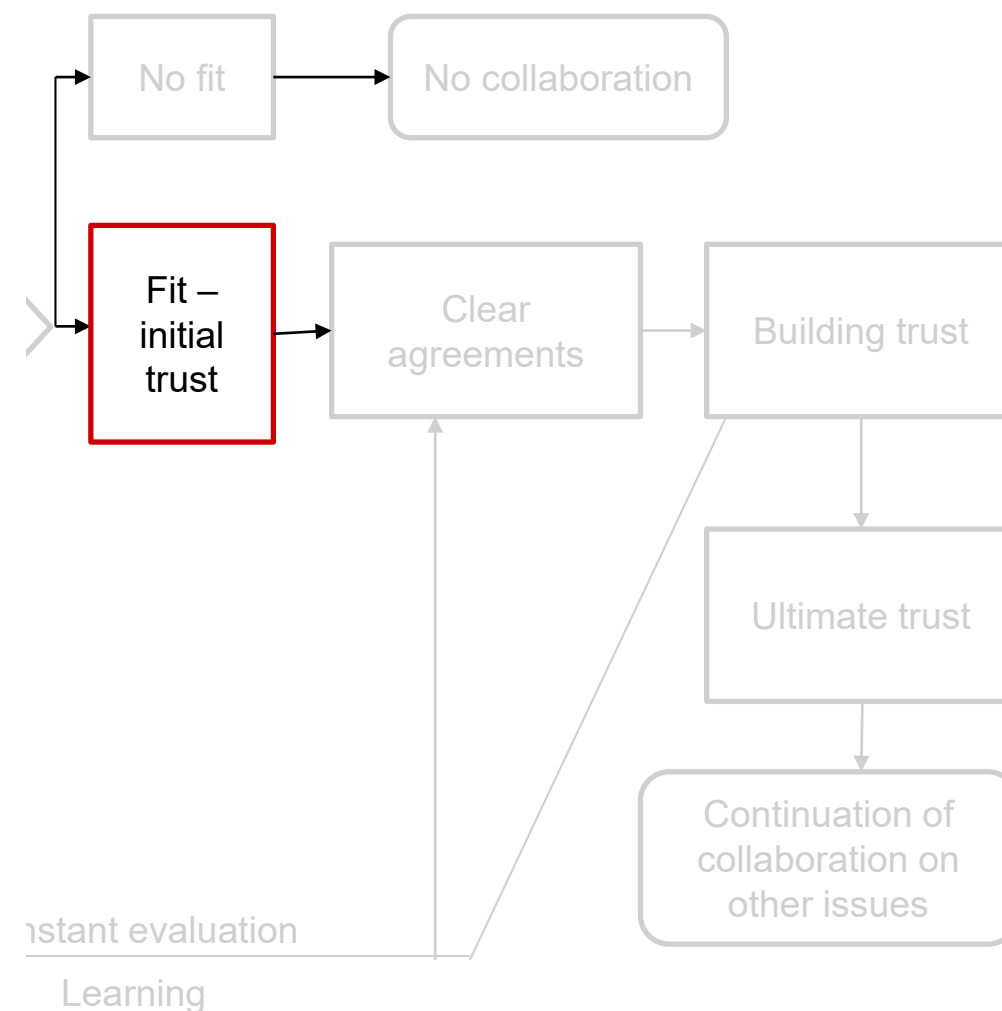 No fit
No collaboration
Fit –
initial
trust
Clear
agreements
Building trust
Ultimate trust
Continuation of
collaboration on
other issues
evaluation
Learning